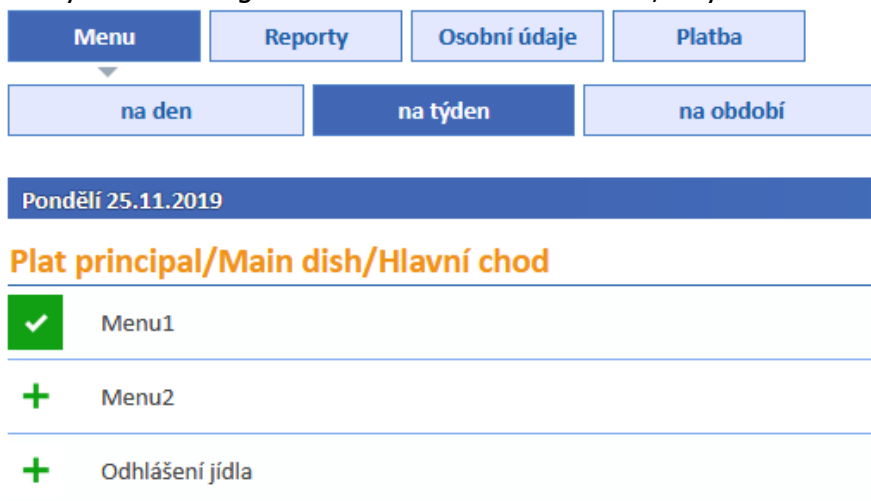 Menu Reporty Osobní údaje Platba
na den na týden na období
Pondělí 25.11.2019
Plat principal/Main dish/Hlavní chod
Menu1
Menu2
Odhlášení jídla